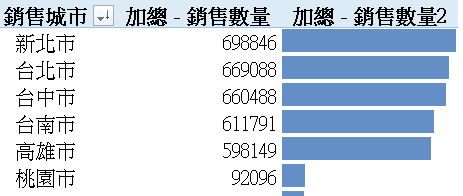 銷售城市 加總 - 銷售數量 加總 - 銷售數量2
新北市 698846
台北市 669088
台中市 660488
台南市 611791
高雄市 598149
桃園市 92096